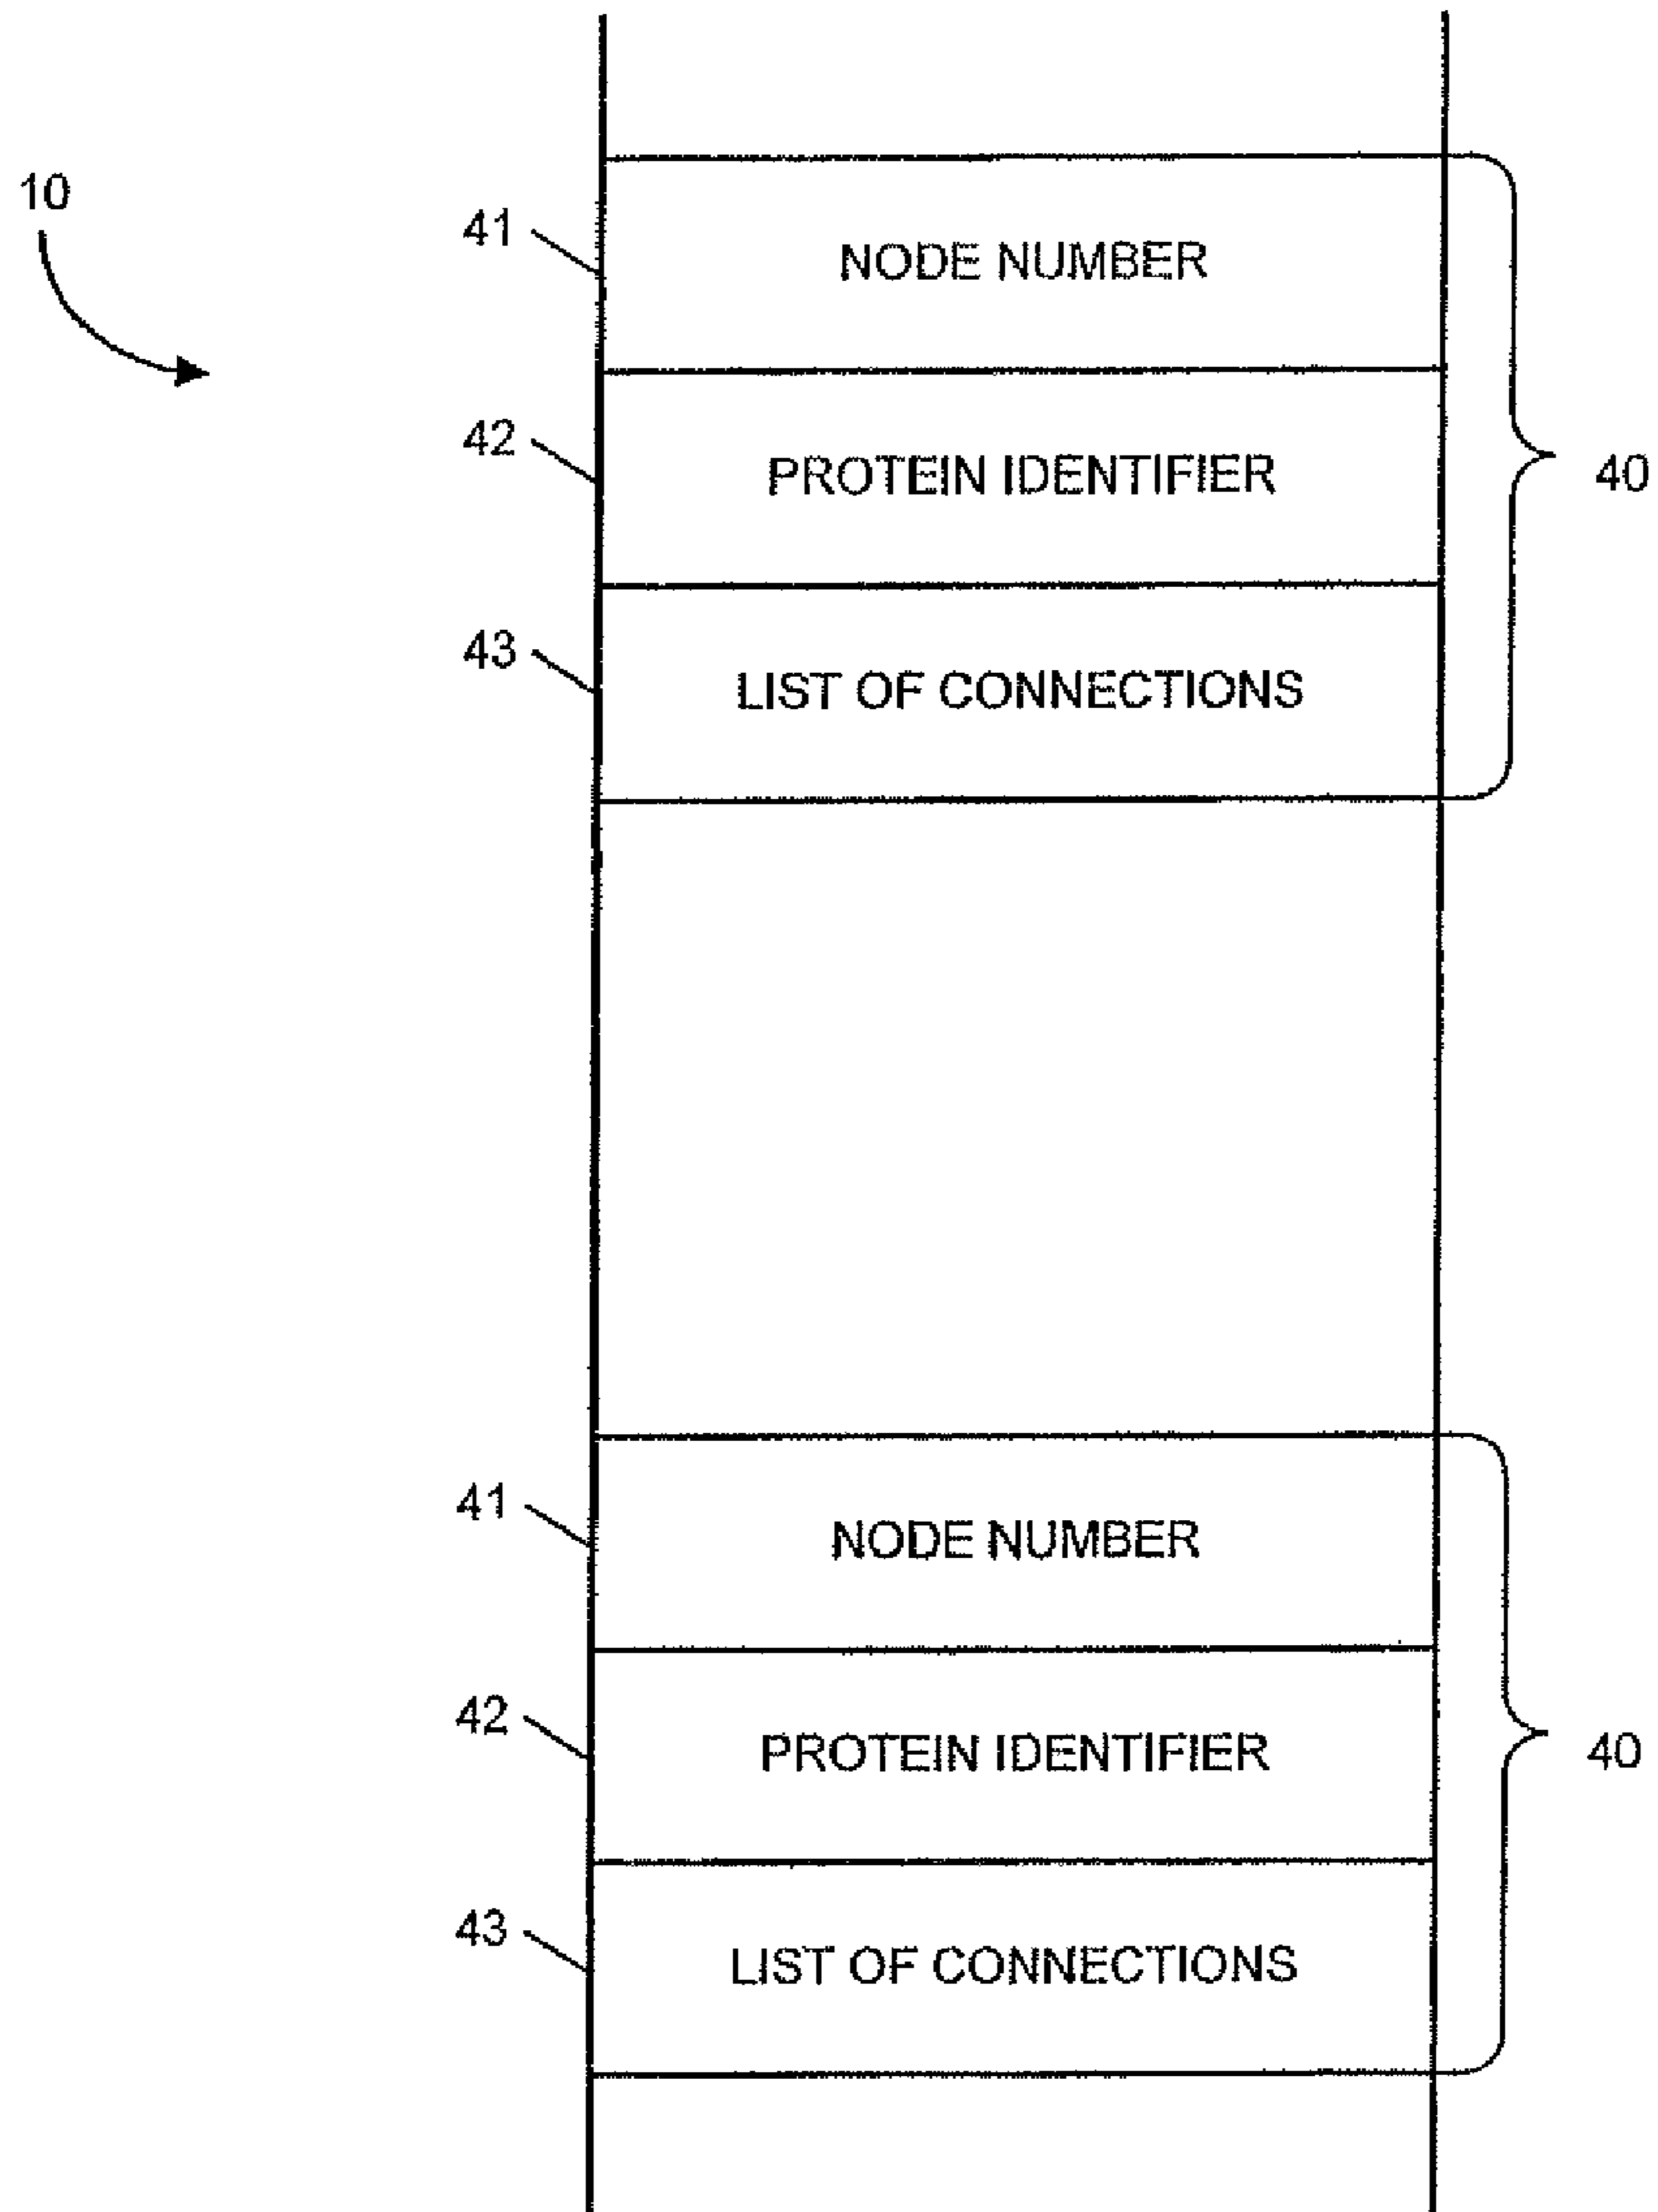 10
41
NODE NUMBER
42
PROTEIN IDENTIFIER
40
43
LIST OF CONNECTIONS
41
NODE NUMBER
42
PROTEIN IDENTIFIER
40
43
LIST OF CONNECTIONS